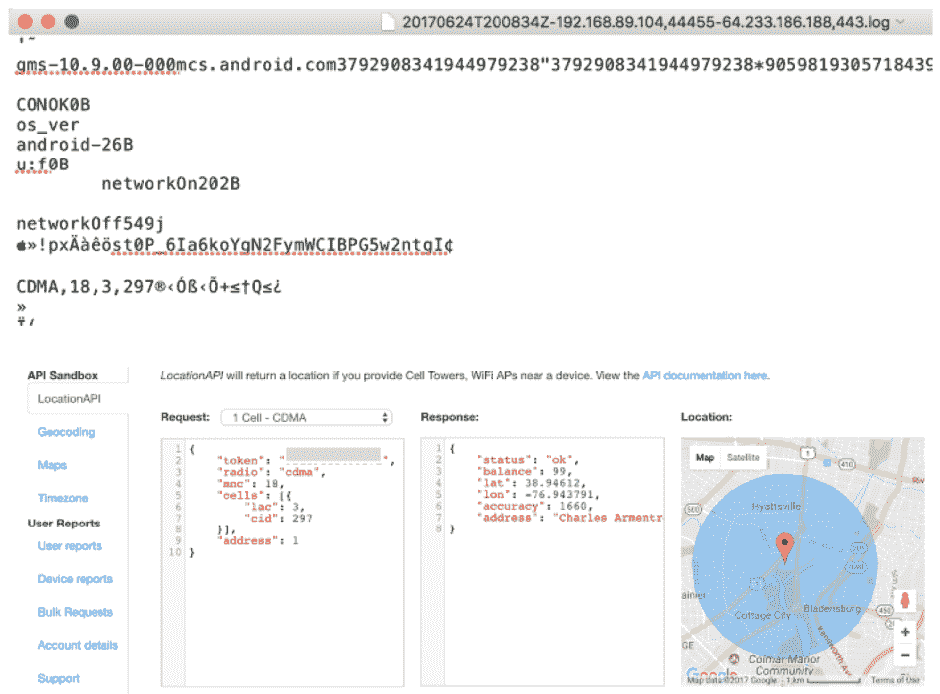 20170624T200834Z-192.168.89.104,44455-64.233.186.188,443.log
gms-10.9.00-000mcs.android.com3792908341944979238"3792908341944979238*9059819305718439
CONOK0B
os_ver
android-26B
u:f0B
networkOn202B
networkOff549j
»!pxÄàêöst0P_6Ia6koYgN2FymWCIBPG5w2ntgI¢
CDMA,18,3,297®‹Óß‹Õ+≤†Q≤¿
»
API Sandbox
LocationAPI
Geocoding
Maps
Timezone
User Reports
User reports
Device reports
Bulk Requests
Account details
Support
LocationAPI will return a location if you provide Cell Towers, WiFi APs near a device. View the API documentation here.
Request: 1 Cell - CDMA
1 {
2 "token": " ",
3 "radio": "cdma",
4 "mnc": 18,
5 "cells": [{
6 "lac": 3,
7 "cid": 297
8 }],
9 "address": 1
10 }
Response:
1 {
2 "status": "ok",
3 "balance": 99,
4 "lat": 38.94612,
5 "lon": -76.943791,
6 "accuracy": 1660,
7 "address": "Charles Armentr
8 }
Location:
Map Satellite
1
410
Riv
500
Hyattsville
Cottage City
Bladensburg
450
Colmar Manor
Community
Google
Map data ©2017 Google
1 km
Terms of Use
+
−